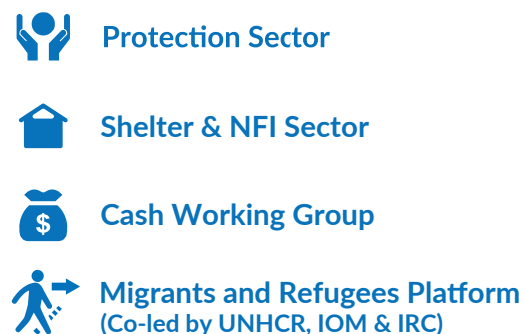 Protection Sector
Shelter & NFI Sector
$
Cash Working Group
Migrants and Refugees Platform
(Co-led by UNHCR, IOM & IRC)